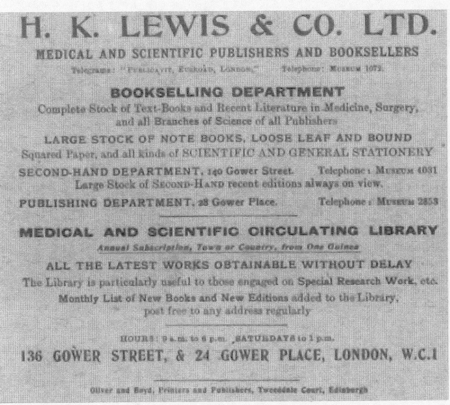 H. K. LEWIS & CO. LTD.
MEDICAL AND SCIENTIFIC PUBLISHERS AND BOOKSELLERS
Telegrams: "PUBLICAVIT, EUSROAD, LONDON," Telephone: MUSEUM 1072.
BOOKSELLING DEPARTMENT
Complete Stock of Text-Books and Recent Literature in Medicine, Surgery,
and all Branches of Science of all Publishers
LARGE STOCK OF NOTE BOOKS, LOOSE LEAF AND BOUND
Squared Paper, and all kinds of SCIENTIFIC AND GENERAL STATIONERY
SECOND-HAND DEPARTMENT, 140 Gower Street. Telephone: MUSEUM 4031
Large Stock of SECOND-HAND recent editions always on view.
PUBLISHING DEPARTMENT, 28 Gower Place. Telephone: MUSEUM 2853
MEDICAL AND SCIENTIFIC CIRCULATING LIBRARY
Annual Subscription, Town or Country, from One Guinea
ALL THE LATEST WORKS OBTAINABLE WITHOUT DELAY
The Library is particularly useful to those engaged on Special Research Work, etc.
Monthly List of New Books and New Editions added to the Library,
post free to any address regularly
HOURS: 9 a.m. to 6 p.m. SATURDAYS to 1 p.m.
136 GOWER STREET, & 24 GOWER PLACE, LONDON, W.C.1
Oliver and Boyd, Printers and Publishers, Tweeddale Court, Edinburgh